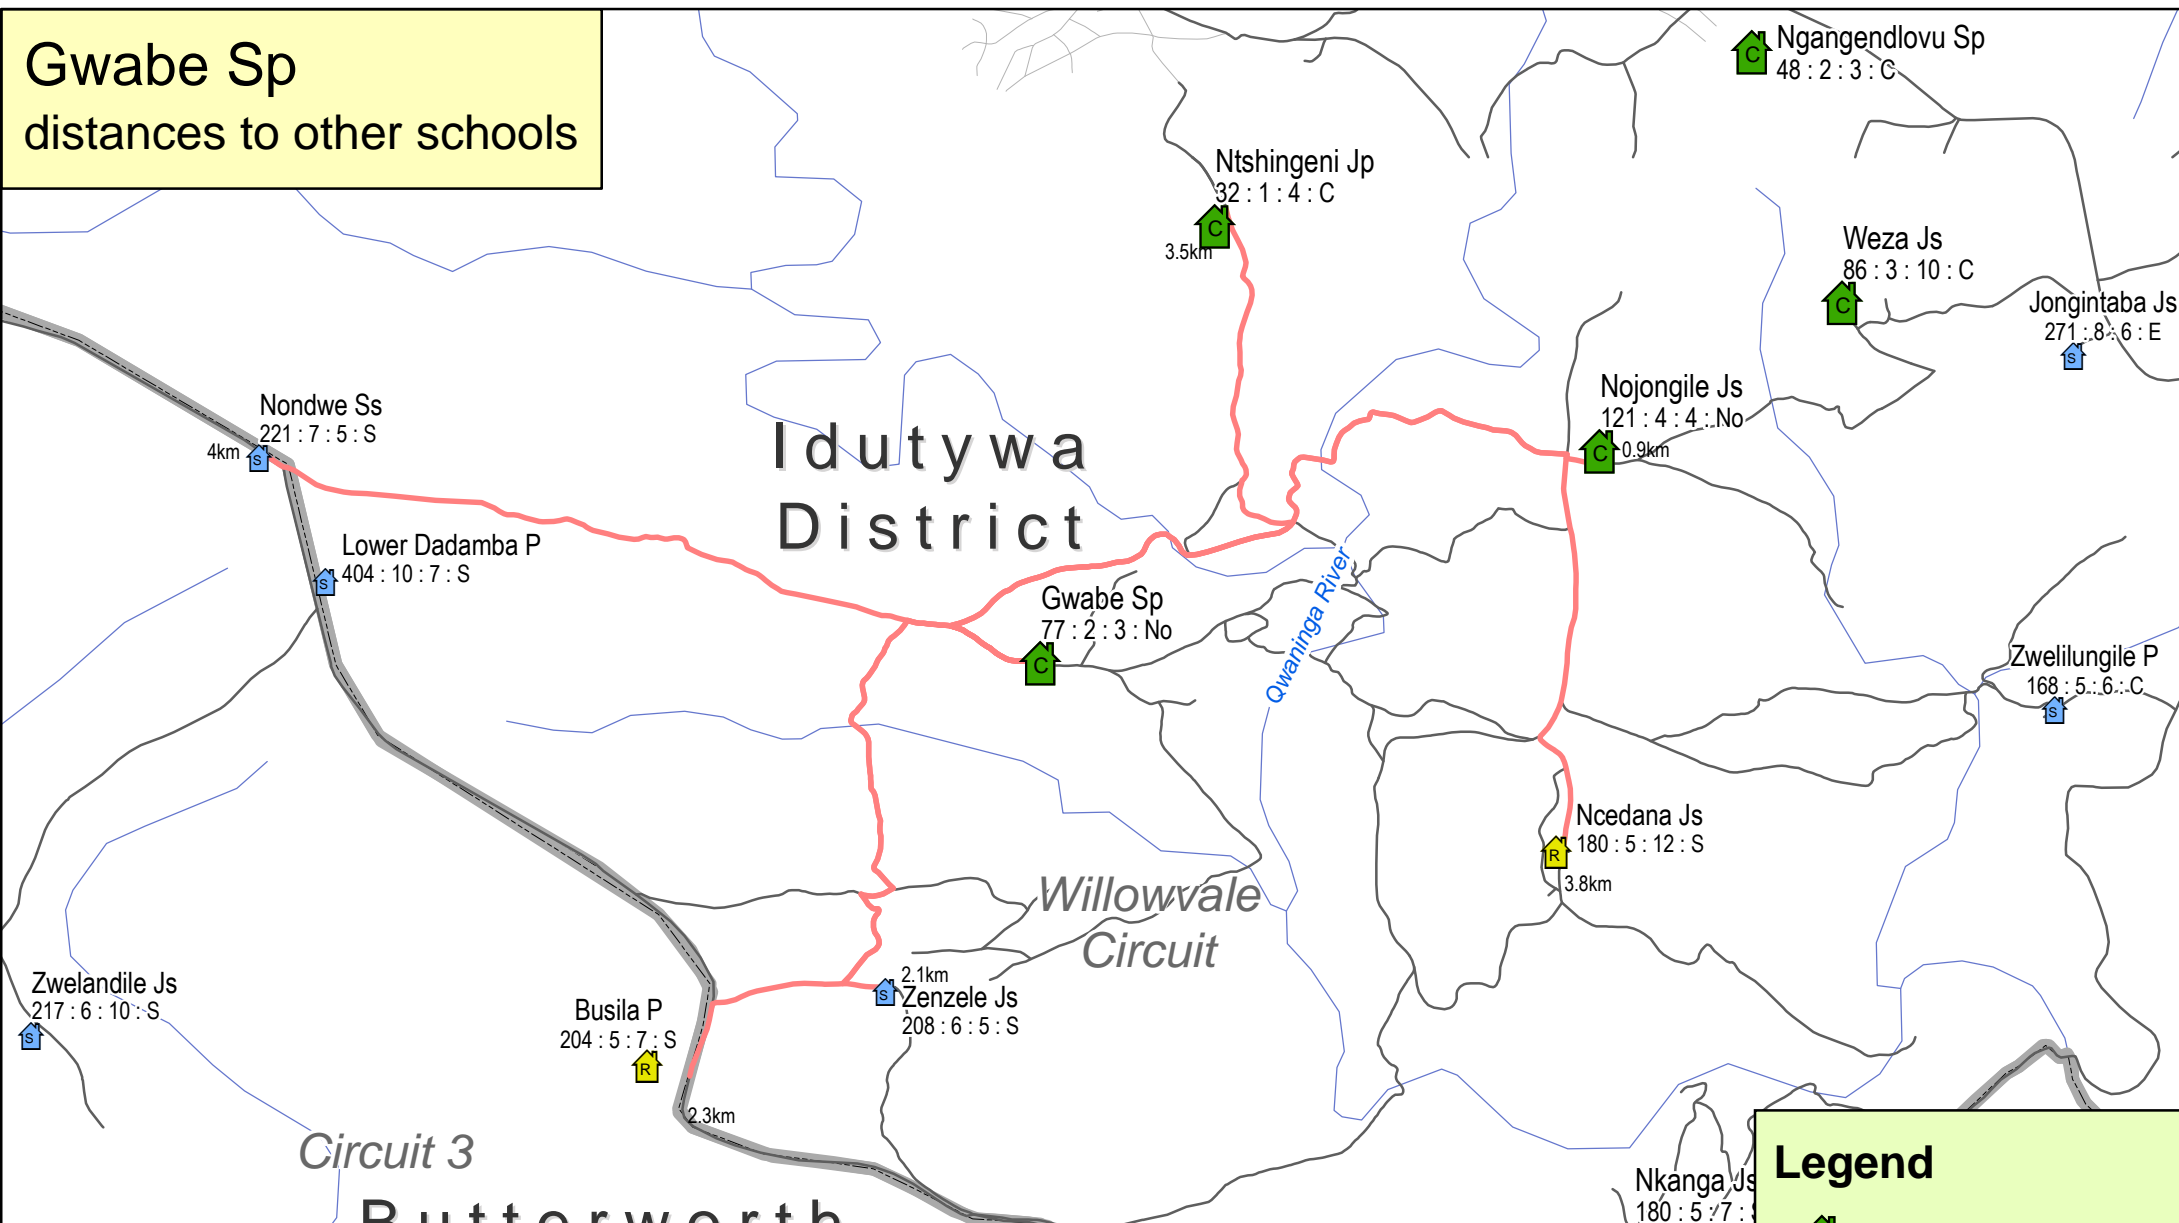 Gwabe Sp
distances to other schools
Ngangendlovu Sp
48 : 2 : 3 : C
C
Ntshingeni Jp
32 : 1 : 4 : C
C
3.5km
Weza Js
86 : 3 : 10 : C
C
Jongintaba Js
271 : 8 : 6 : E
S
Nojongile Js
121 : 4 : 4 : No
C
0.9km
Nondwe Ss
221 : 7 : 5 : S
4km
S
Idutywa
District
Lower Dadamba P
404 : 10 : 7 : S
S
Gwabe Sp
77 : 2 : 3 : No
C
Qwaninga River
Zwelilungile P
168 : 5 : 6 : C
S
Ncedana Js
180 : 5 : 12 : S
R
3.8km
Willowvale
Circuit
2.1km
S
Zenzele Js
208 : 6 : 5 : S
Zwelandile Js
217 : 6 : 10 : S
S
Busila P
204 : 5 : 7 : S
R
2.3km
Circuit 3
Butterworth
Nkanga Js
180 : 5 : 7 :
Legend